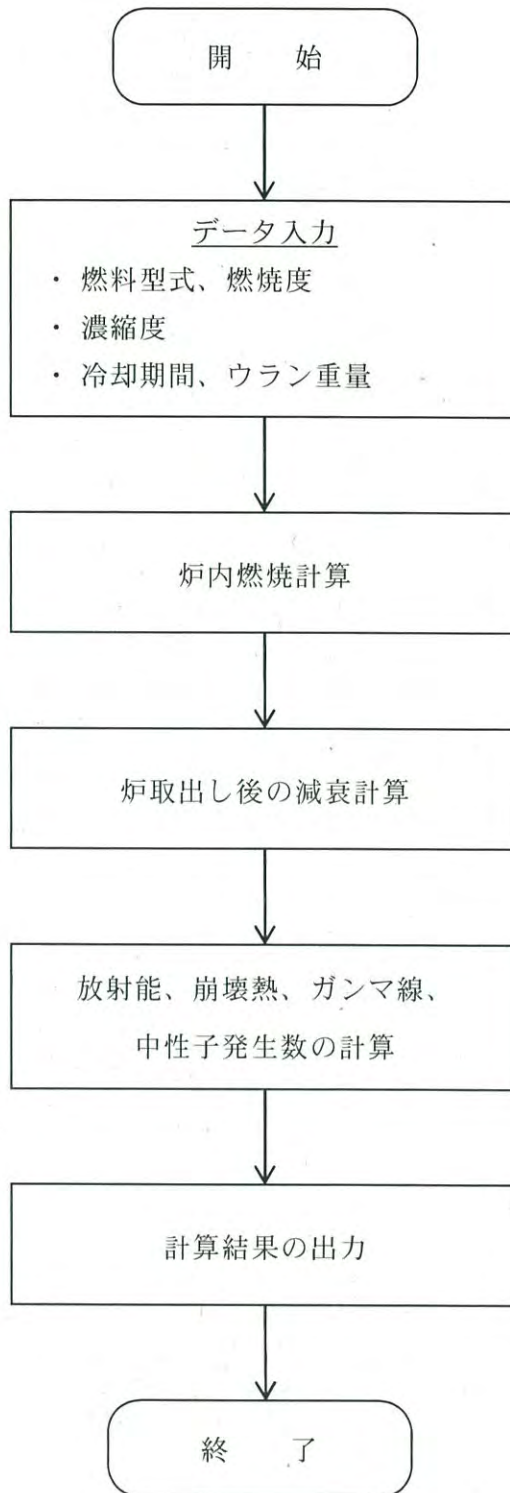 開　始
データ入力
・ 燃料型式、燃焼度
・ 濃縮度
・ 冷却期間、ウラン重量
炉内燃焼計算
炉取出し後の減衰計算
放射能、崩壊熱、ガンマ線、
中性子発生数の計算
計算結果の出力
終　了